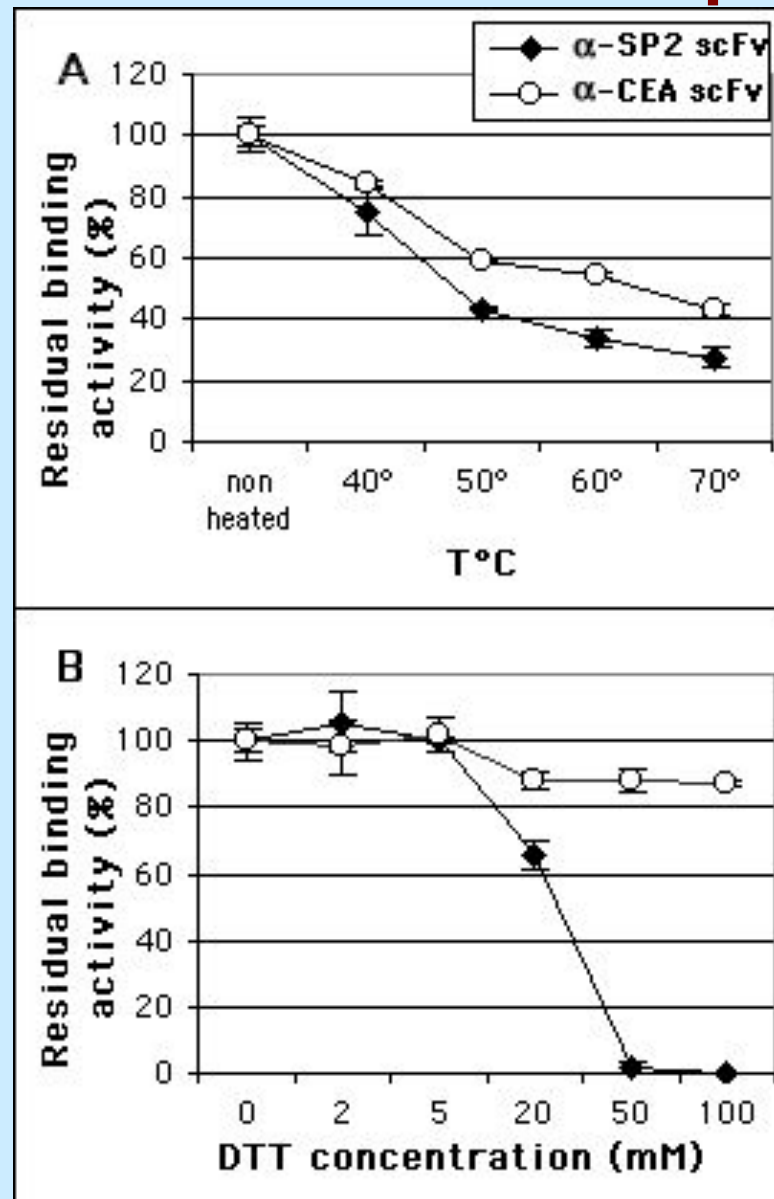 A
α-SP2 scFv
α-CEA scFv
Residual binding
activity (%)
120
100
80
60
40
20
0
non
heated
40°
50°
60°
70°
T°C
B
Residual binding
activity (%)
120
100
80
60
40
20
0
0
2
5
20
50
100
DTT concentration (mM)